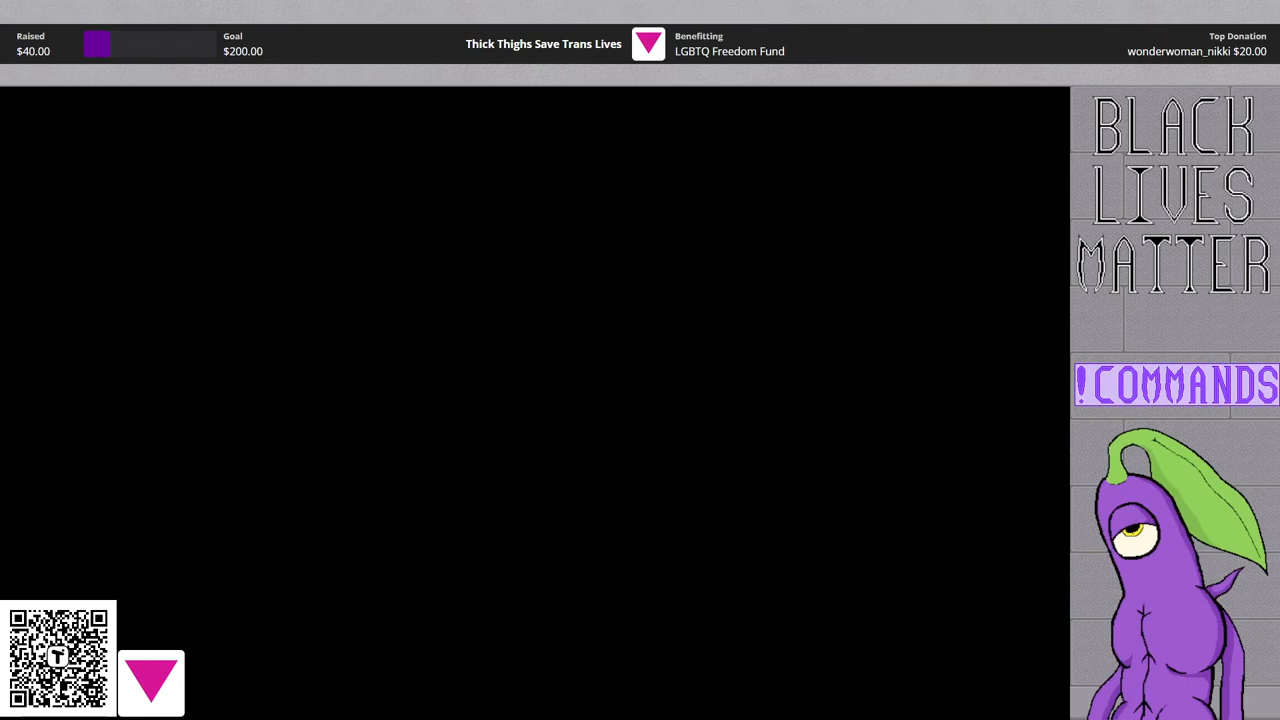 Raised
$40.00
Goal
$200.00
Thick Thighs Save Trans Lives
Benefitting
LGBTQ Freedom Fund
Top Donation
wonderwoman_nikki $20.00
BLACK
LIVES
MATTER
!COMMANDS
T